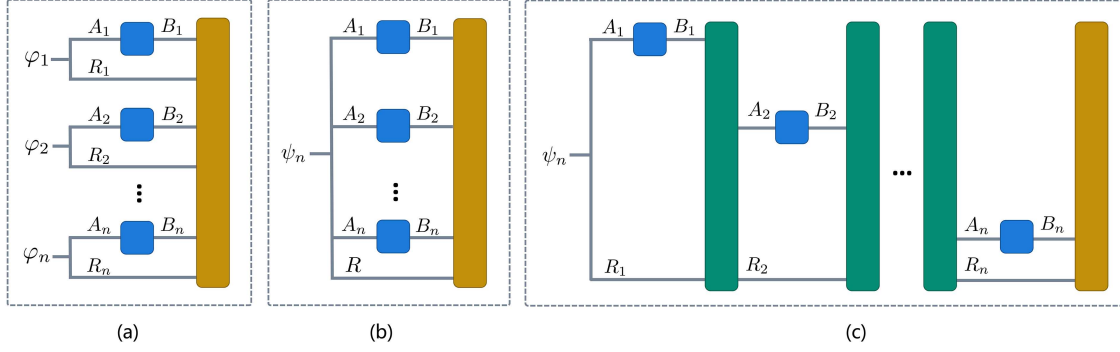 φ₁ A₁ B₁ R₁
φ₂ A₂ B₂ R₂
⋮
φₙ Aₙ Bₙ Rₙ
(a)
ψₙ A₁ B₁
A₂ B₂
⋮
Aₙ Bₙ
R
(b)
ψₙ A₁ B₁ R₁
A₂ B₂ R₂
...
Aₙ Bₙ Rₙ
(c)